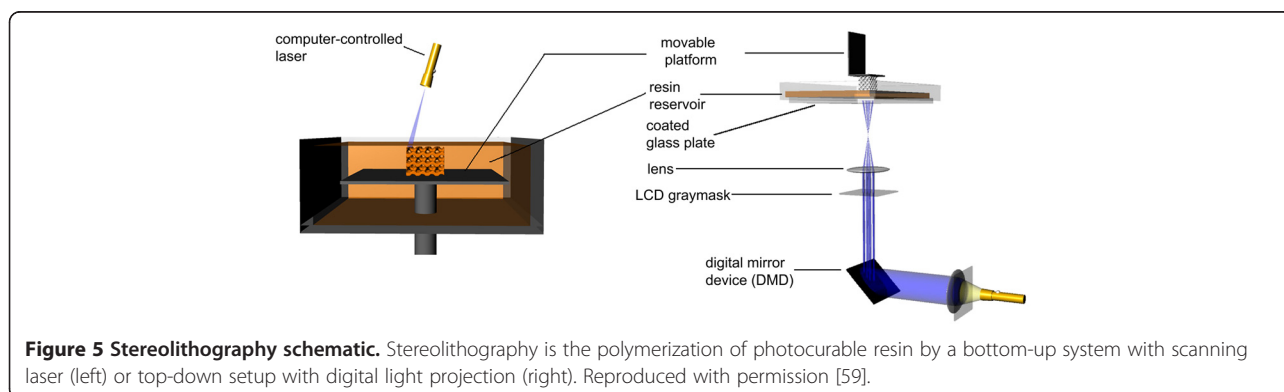 computer-controlled
laser
movable
platform
resin
reservoir
coated
glass plate
lens
LCD graymask
digital mirror
device (DMD)
Figure 5 Stereolithography schematic. Stereolithography is the polymerization of photocurable resin by a bottom-up system with scanning
laser (left) or top-down setup with digital light projection (right). Reproduced with permission [59].